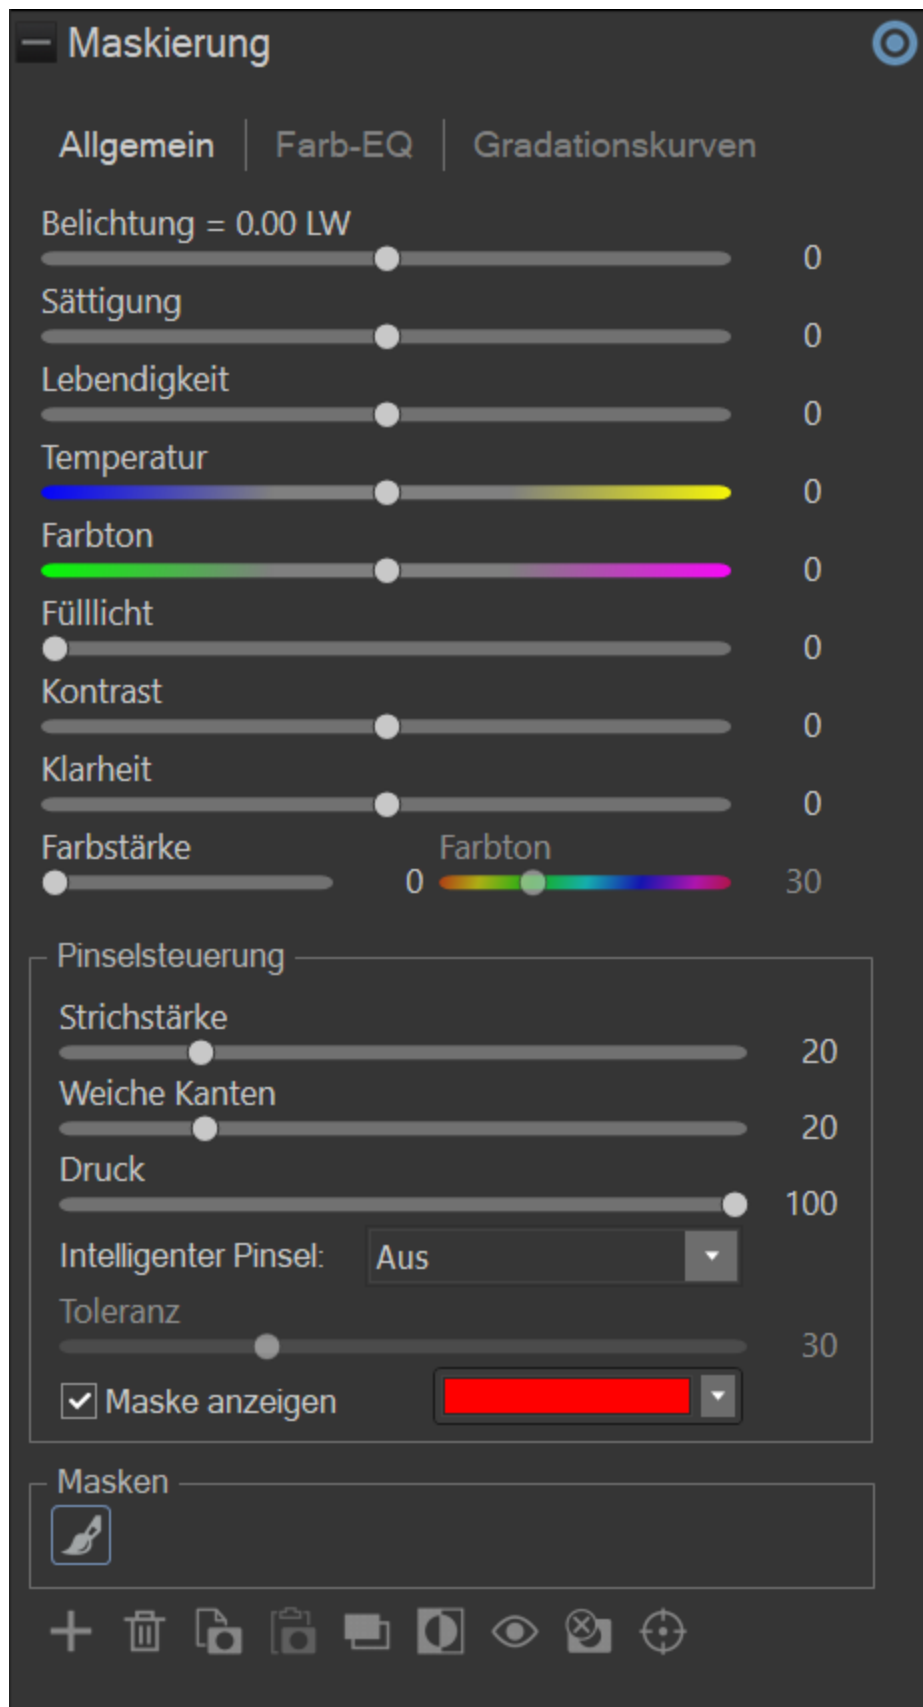 Maskierung
Allgemein Farb-EQ Gradationskurven
Belichtung = 0.00 LW
0
Sättigung
0
Lebendigkeit
0
Temperatur
0
Farbton
0
Fülllicht
0
Kontrast
0
Klarheit
0
Farbstärke Farbton
0 30
Pinselsteuerung
Strichstärke
20
Weiche Kanten
20
Druck
100
Intelligenter Pinsel: Aus
Toleranz
30
Maske anzeigen
Masken